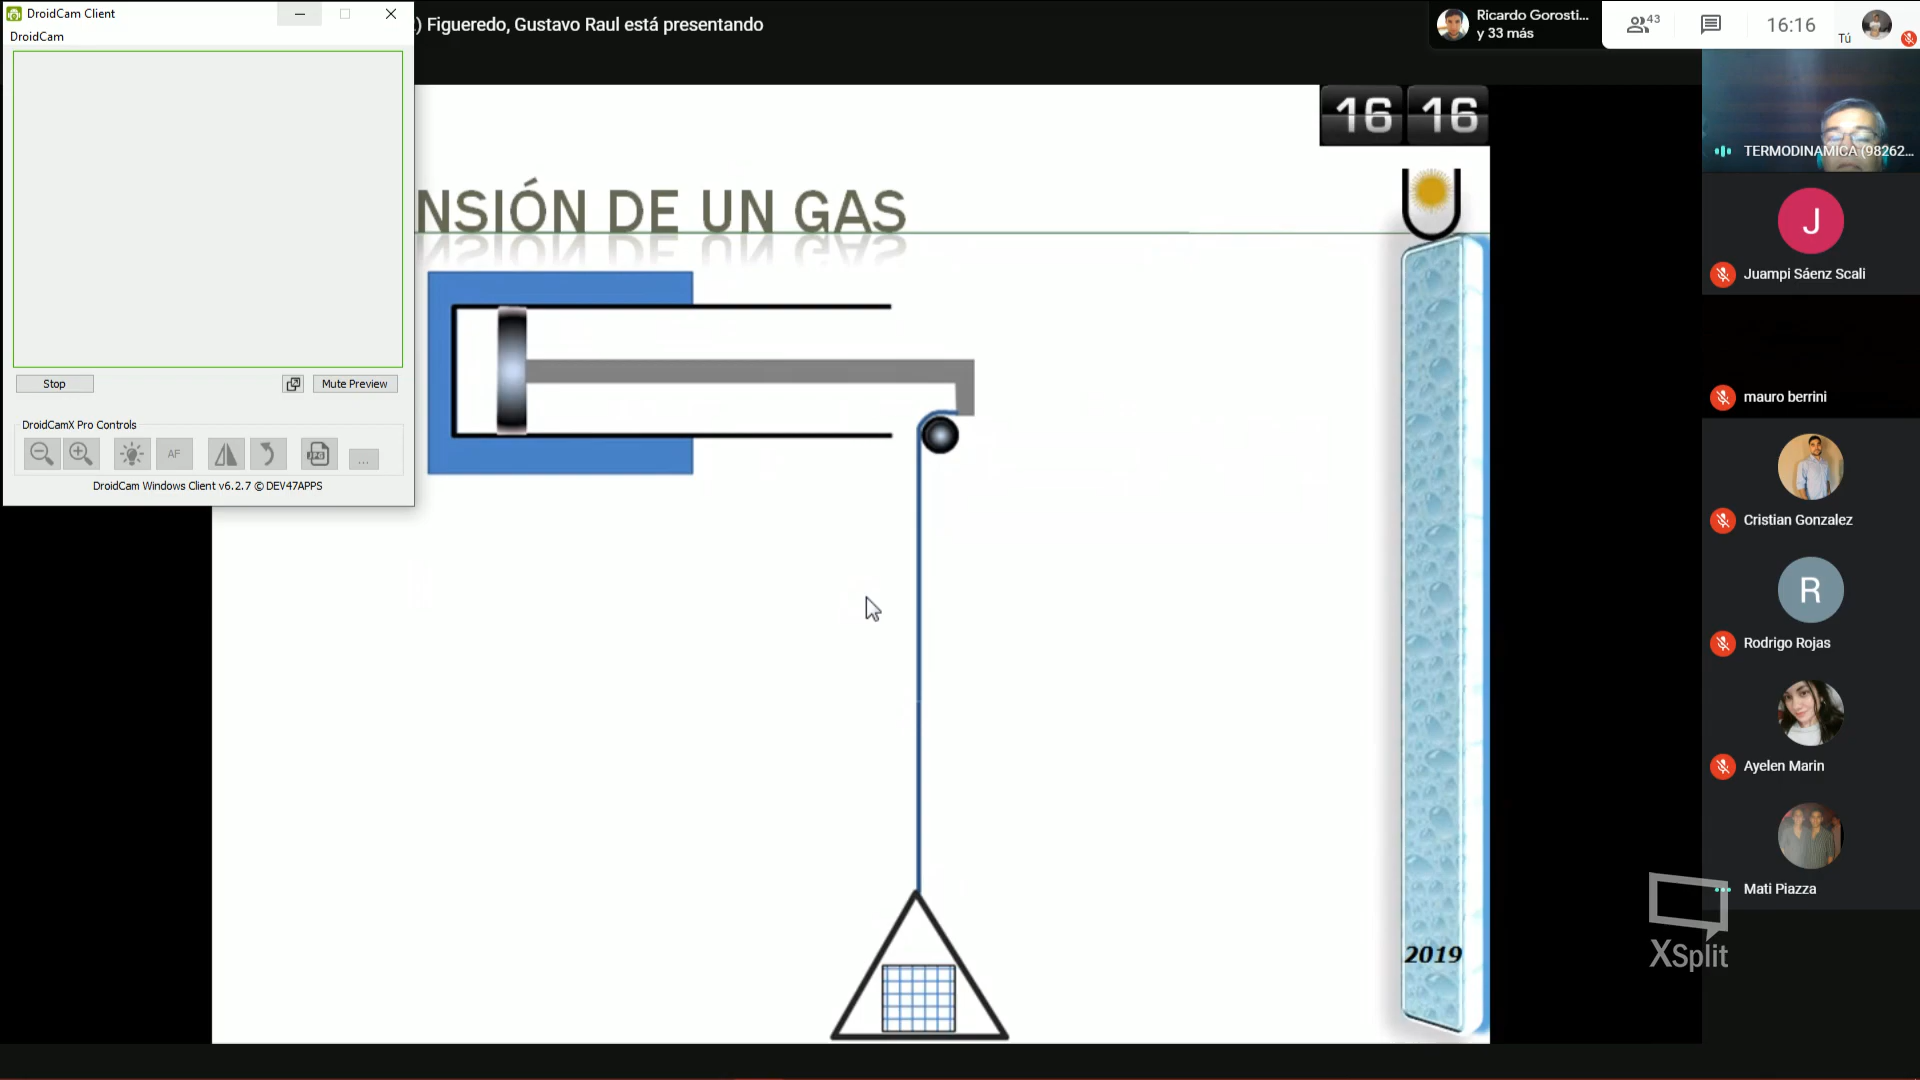 DroidCam Client
DroidCam
Stop
Mute Preview
DroidCamX Pro Controls
AF
JPG
...
DroidCam Windows Client v6.2.7 © DEV47APPS
) Figueredo, Gustavo Raul está presentando
Ricardo Gorosti...
y 33 más
43
16:16
Tú
16 16
NSIÓN DE UN GAS
2019
TERMODINAMICA (98262...
J
Juampi Sáenz Scali
mauro berrini
Cristian Gonzalez
R
Rodrigo Rojas
Ayelen Marin
Mati Piazza
XSplit